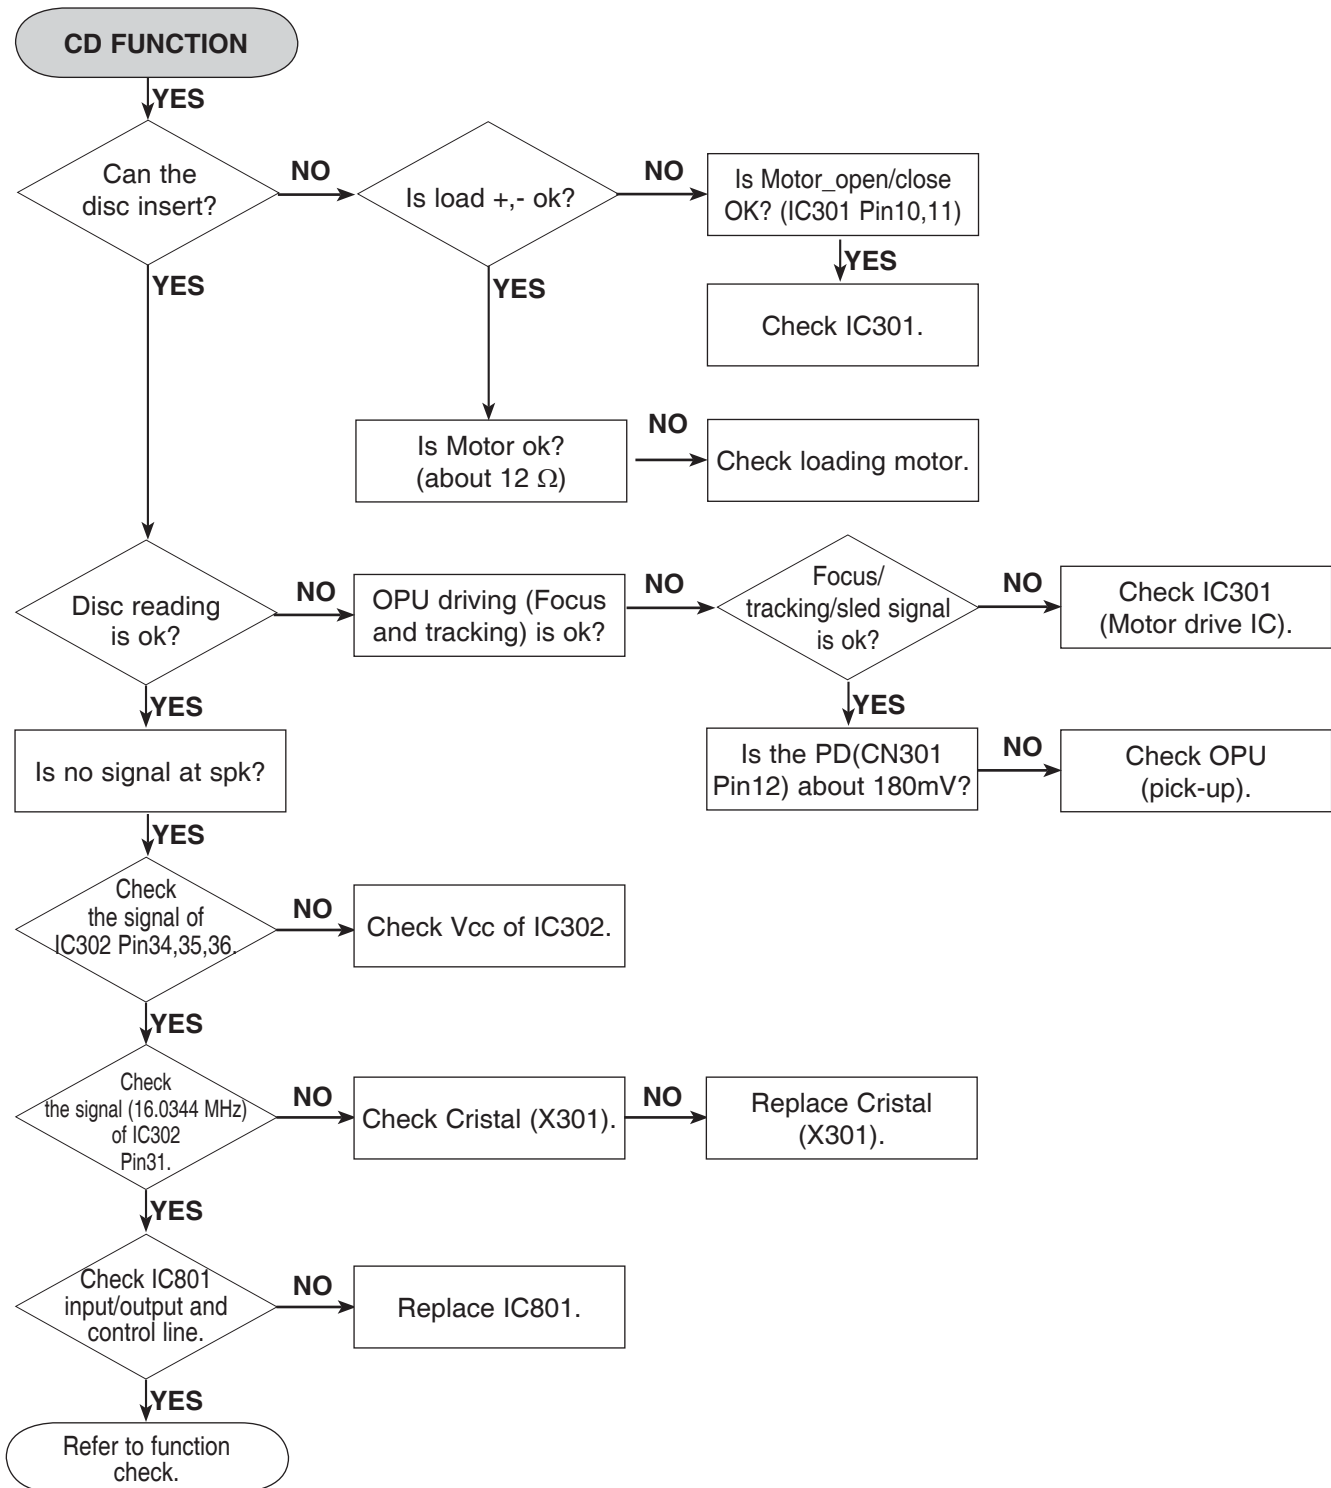 CD FUNCTION
YES
Can the
disc insert?
NO
Is load +,- ok?
NO
Is Motor_open/close
OK? (IC301 Pin10,11)
YES
Check IC301.
YES
Is Motor ok?
(about 12 Ω)
NO
Check loading motor.
YES
Disc reading
is ok?
NO
OPU driving (Focus
and tracking) is ok?
NO
Focus/
tracking/sled signal
is ok?
NO
Check IC301
(Motor drive IC).
YES
Is the PD(CN301
Pin12) about 180mV?
NO
Check OPU
(pick-up).
YES
Is no signal at spk?
YES
Check
the signal of
IC302 Pin34,35,36.
NO
Check Vcc of IC302.
YES
Check
the signal (16.0344 MHz)
of IC302
Pin31.
NO
Check Cristal (X301).
NO
Replace Cristal
(X301).
YES
Check IC801
input/output and
control line.
NO
Replace IC801.
YES
Refer to function
check.